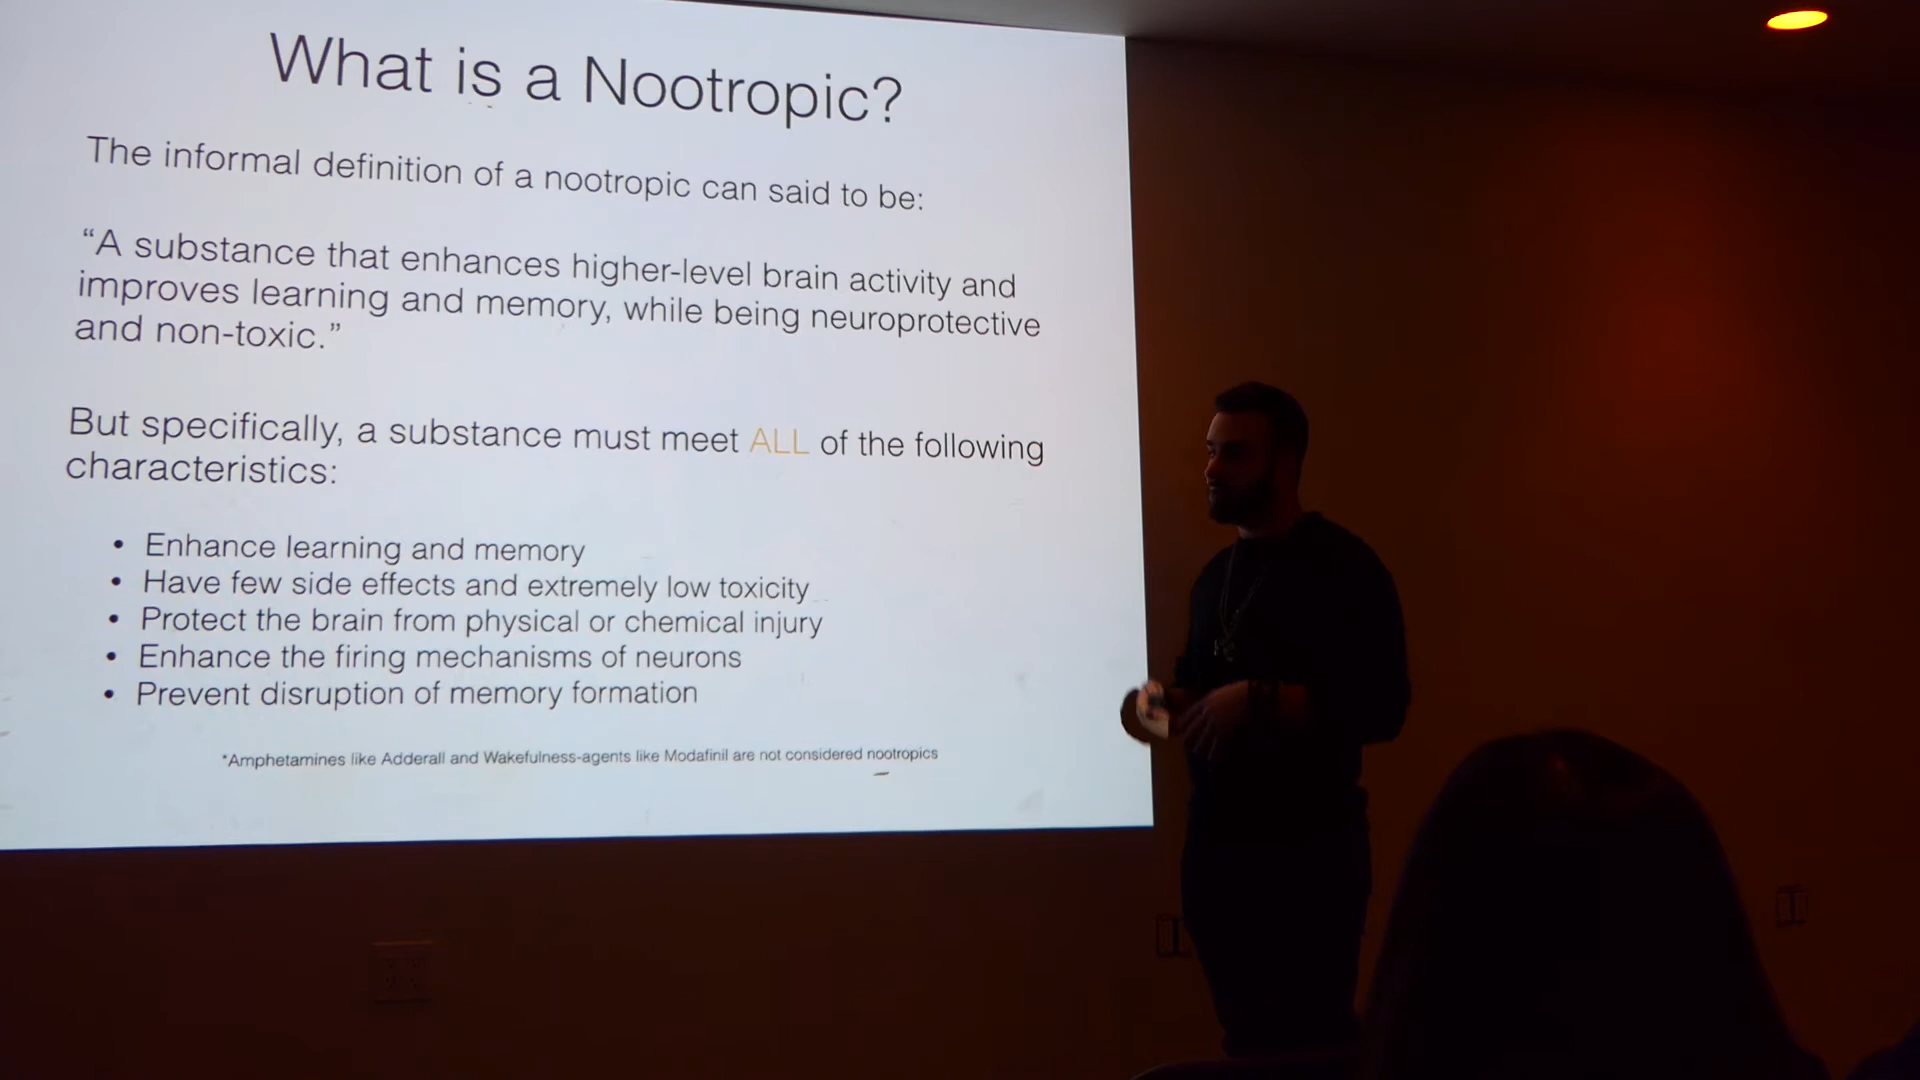 What is a Nootropic?
The informal definition of a nootropic can said to be:
“A substance that enhances higher-level brain activity and
improves learning and memory, while being neuroprotective
and non-toxic.”
But specifically, a substance must meet ALL of the following
characteristics:
• Enhance learning and memory
• Have few side effects and extremely low toxicity
• Protect the brain from physical or chemical injury
• Enhance the firing mechanisms of neurons
• Prevent disruption of memory formation
*Amphetamines like Adderall and Wakefulness-agents like Modafinil are not considered nootropics